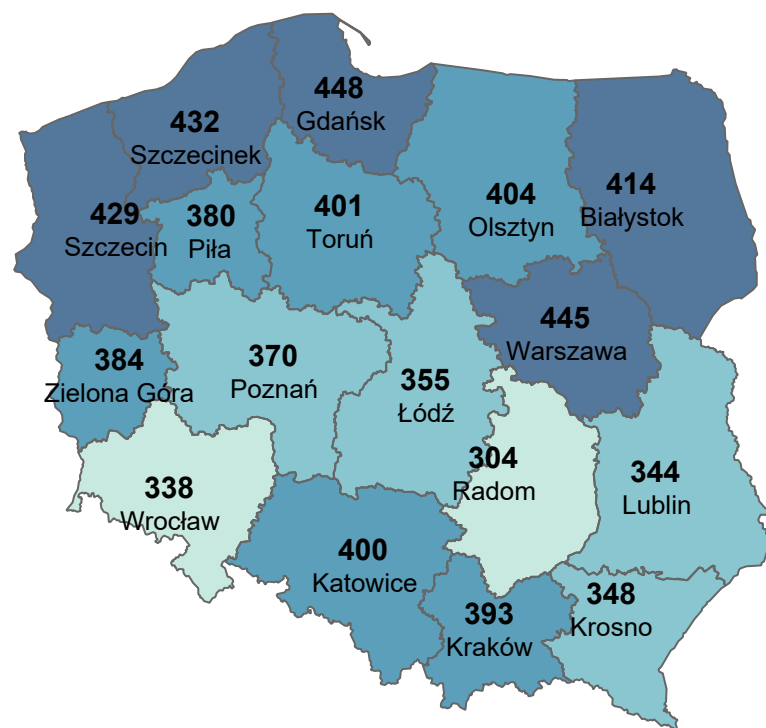 448
Gdańsk
432
Szczecinek
414
Białystok
404
Olsztyn
401
Toruń
380
Piła
429
Szczecin
445
Warszawa
384
Zielona Góra
370
Poznań
355
Łódź
304
Radom
344
Lublin
338
Wrocław
400
Katowice
393
Kraków
348
Krosno